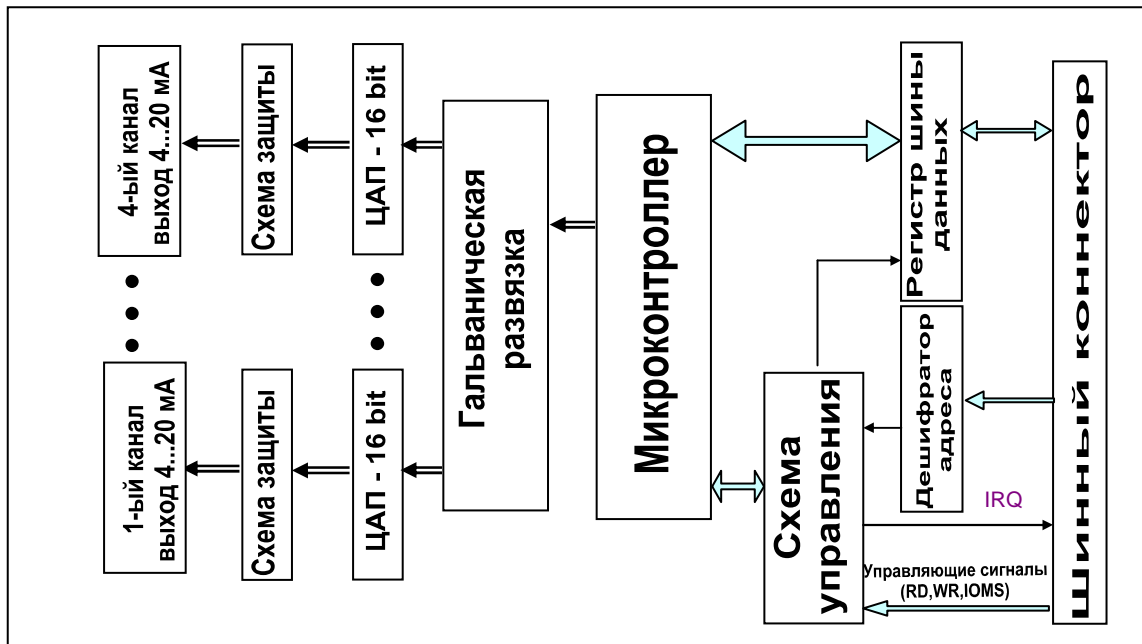 4-ый канал
выход 4...20 мА
Схема защиты
ЦАП - 16 bit
Гальваническая
развязка
Микроконтроллер
Регистр шины
данных
Шинный коннектор
1-ый канал
выход 4...20 мА
Схема защиты
ЦАП - 16 bit
Схема
управления
Дешифратор
адреса
IRQ
Управляющие сигналы
(RD,WR,IOMS)